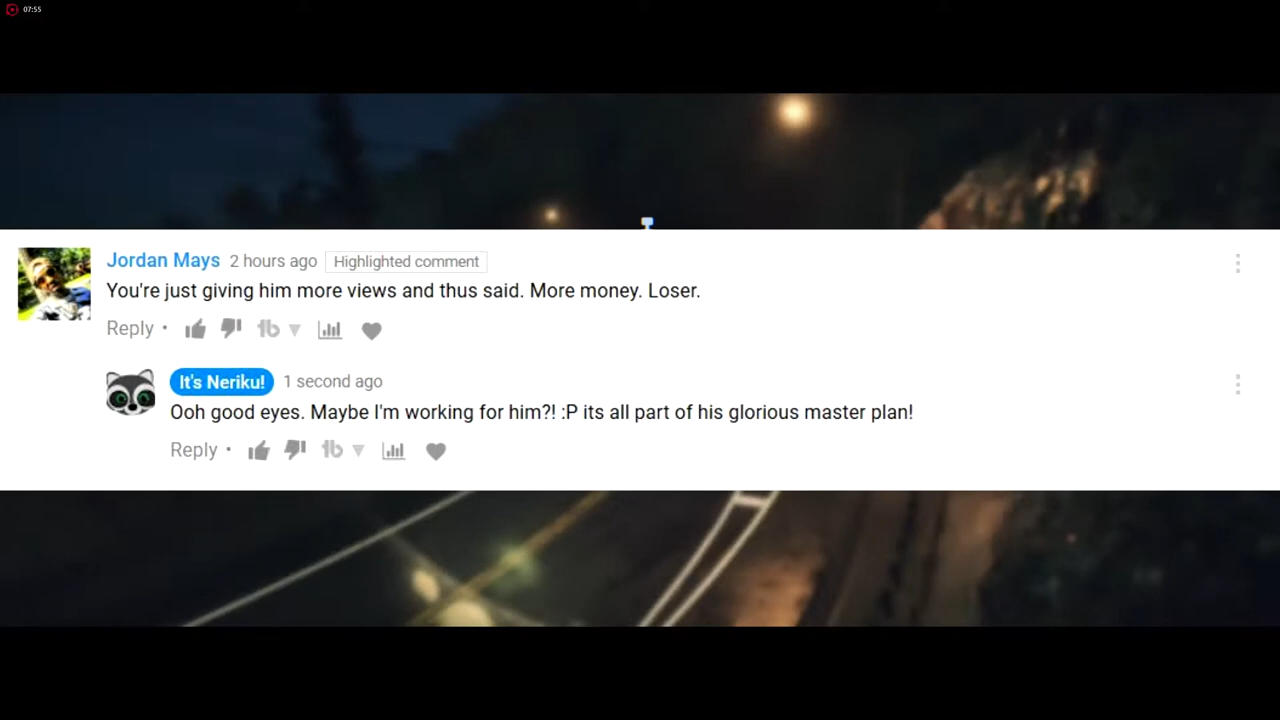 07:55
Jordan Mays 2 hours ago Highlighted comment
You're just giving him more views and thus said. More money. Loser.
Reply •
It's Neriku! 1 second ago
Ooh good eyes. Maybe I'm working for him?! :P its all part of his glorious master plan!
Reply •